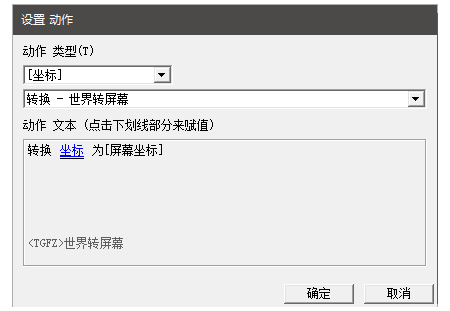 设置 动作
动作 类型(T)
[坐标]
转换 - 世界转屏幕
动作 文本 (点击下划线部分来赋值)
转换 坐标 为[屏幕坐标]
<TGFZ>世界转屏幕
确定 取消